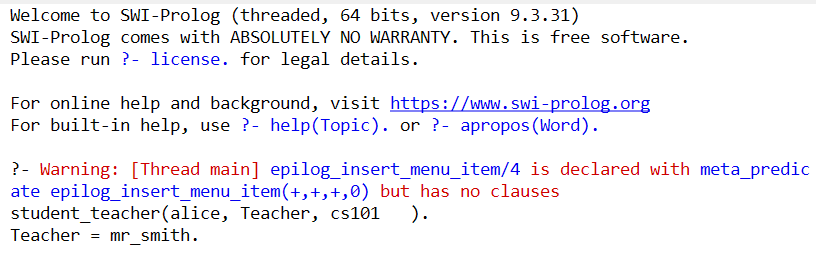 Welcome to SWI-Prolog (threaded, 64 bits, version 9.3.31)
SWI-Prolog comes with ABSOLUTELY NO WARRANTY. This is free software.
Please run ?- license. for legal details.

For online help and background, visit https://www.swi-prolog.org
For built-in help, use ?- help(Topic). or ?- apropos(Word).

?- Warning: [Thread main] epilog_insert_menu_item/4 is declared with meta_predic
ate epilog_insert_menu_item(+,+,+,0) but has no clauses
student_teacher(alice, Teacher, cs101   ).
Teacher = mr_smith.